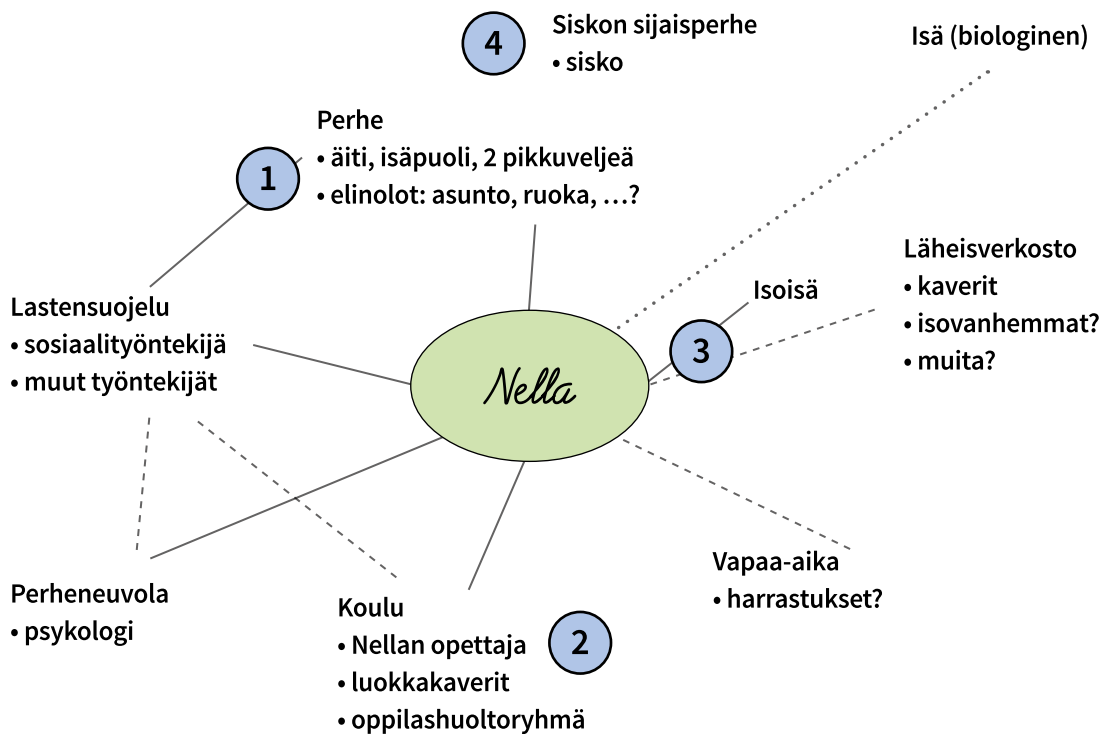 4
Siskon sijaisperhe
• sisko
Isä (biologinen)
Perhe
• äiti, isäpuoli, 2 pikkuveljeä
• elinolot: asunto, ruoka, …?
1
Läheisverkosto
• kaverit
• isovanhemmat?
• muita?
Isoisä
3
Lastensuojelu
• sosiaalityöntekijä
• muut työntekijät
Nella
Perheneuvola
• psykologi
Koulu
• Nellan opettaja
• luokkakaverit
• oppilashuoltoryhmä
2
Vapaa-aika
• harrastukset?